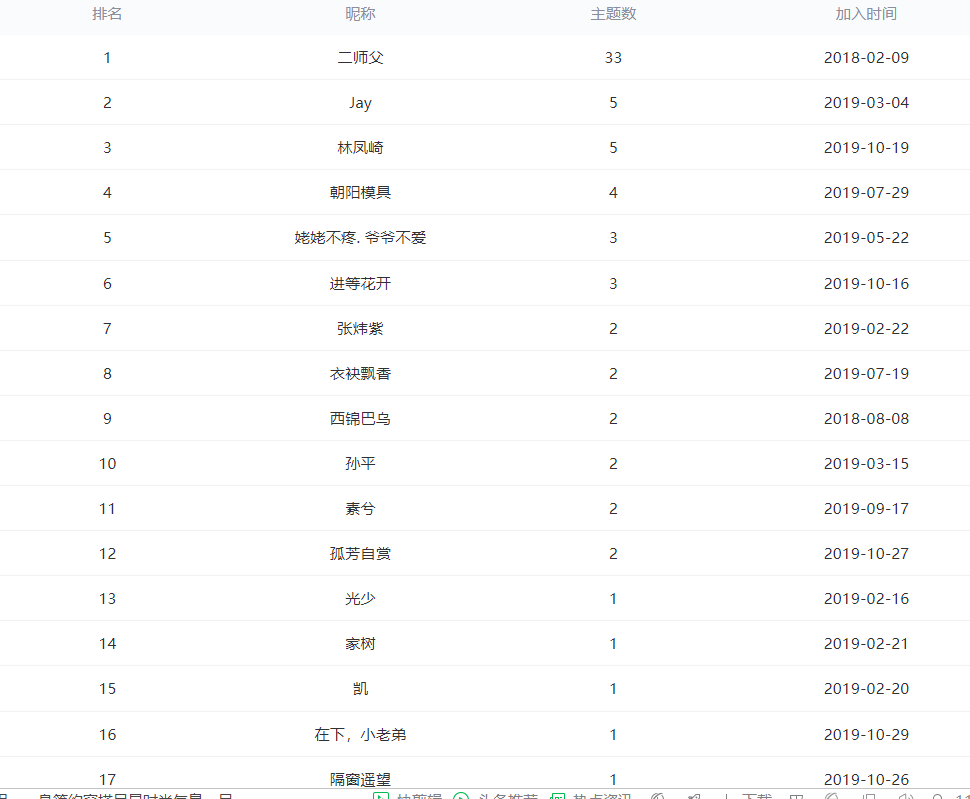 排名 昵称 主题数 加入时间
1 二师父 33 2018-02-09
2 Jay 5 2019-03-04
3 林凤崎 5 2019-10-19
4 朝阳模具 4 2019-07-29
5 姥姥不疼. 爷爷不爱 3 2019-05-22
6 进等花开 3 2019-10-16
7 张炜紫 2 2019-02-22
8 衣袂飘香 2 2019-07-19
9 西锦巴乌 2 2018-08-08
10 孙平 2 2019-03-15
11 素兮 2 2019-09-17
12 孤芳自赏 2 2019-10-27
13 光少 1 2019-02-16
14 家树 1 2019-02-21
15 凯 1 2019-02-20
16 在下，小老弟 1 2019-10-29
17 隔窗遥望 1 2019-10-26
快剪辑 头条推荐 热点资讯 下载